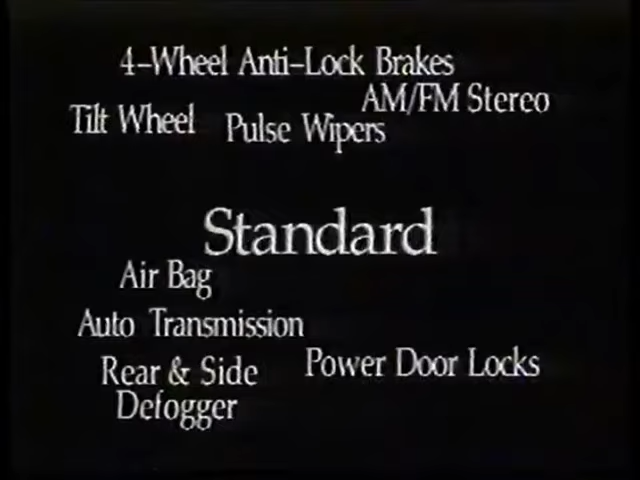 4-Wheel Anti-Lock Brakes
AM/FM Stereo
Tilt Wheel
Pulse Wipers
Standard
Air Bag
Auto Transmission
Power Door Locks
Rear & Side
Defogger